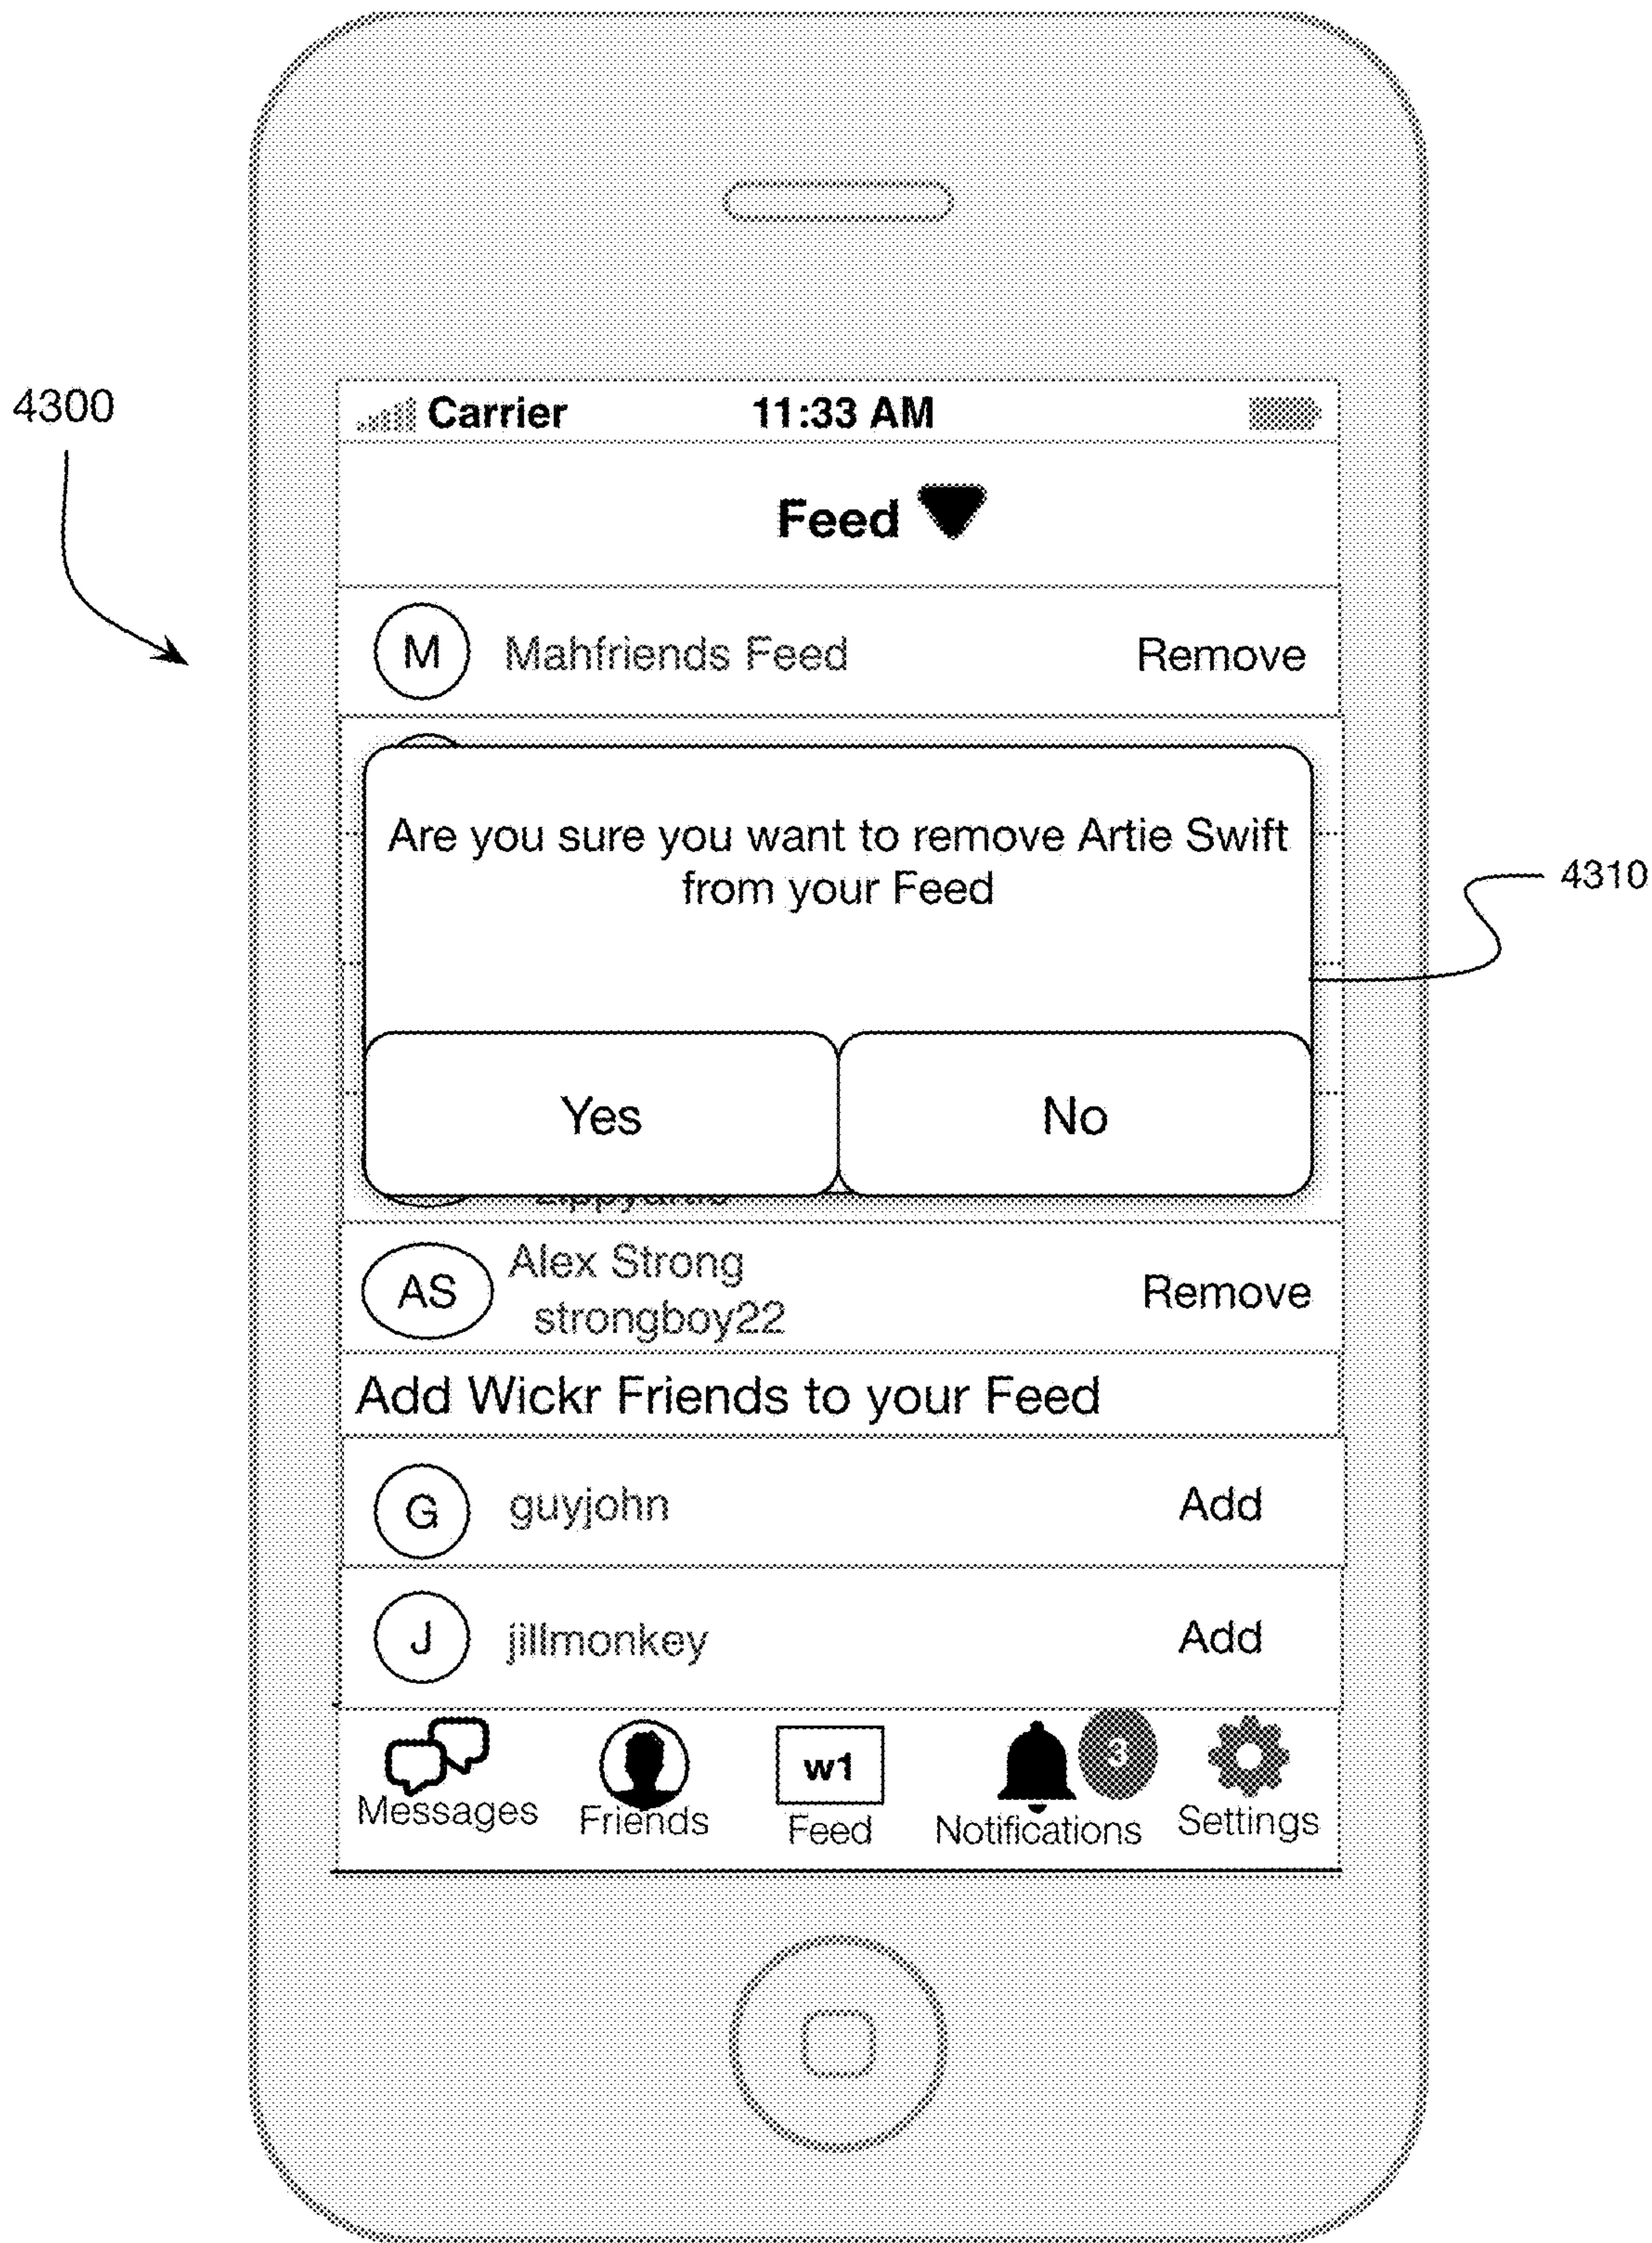 4300
Carrier 11:33 AM
Feed
M Mahfriends Feed Remove
Are you sure you want to remove Artie Swift
from your Feed
4310
Yes No
AS Alex Strong Remove
strongboy22
Add Wickr Friends to your Feed
G guyjohn Add
J jillmonkey Add
w1 3
Messages Friends Feed Notifications Settings